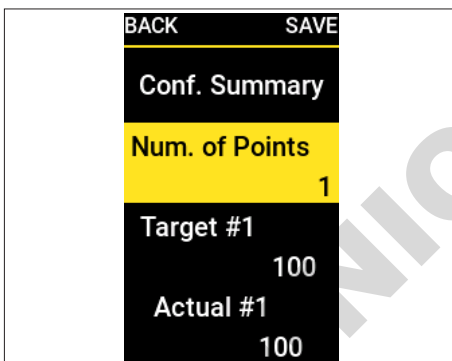 BACK SAVE
Conf. Summary
Num. of Points
1
Target #1
100
Actual #1
100